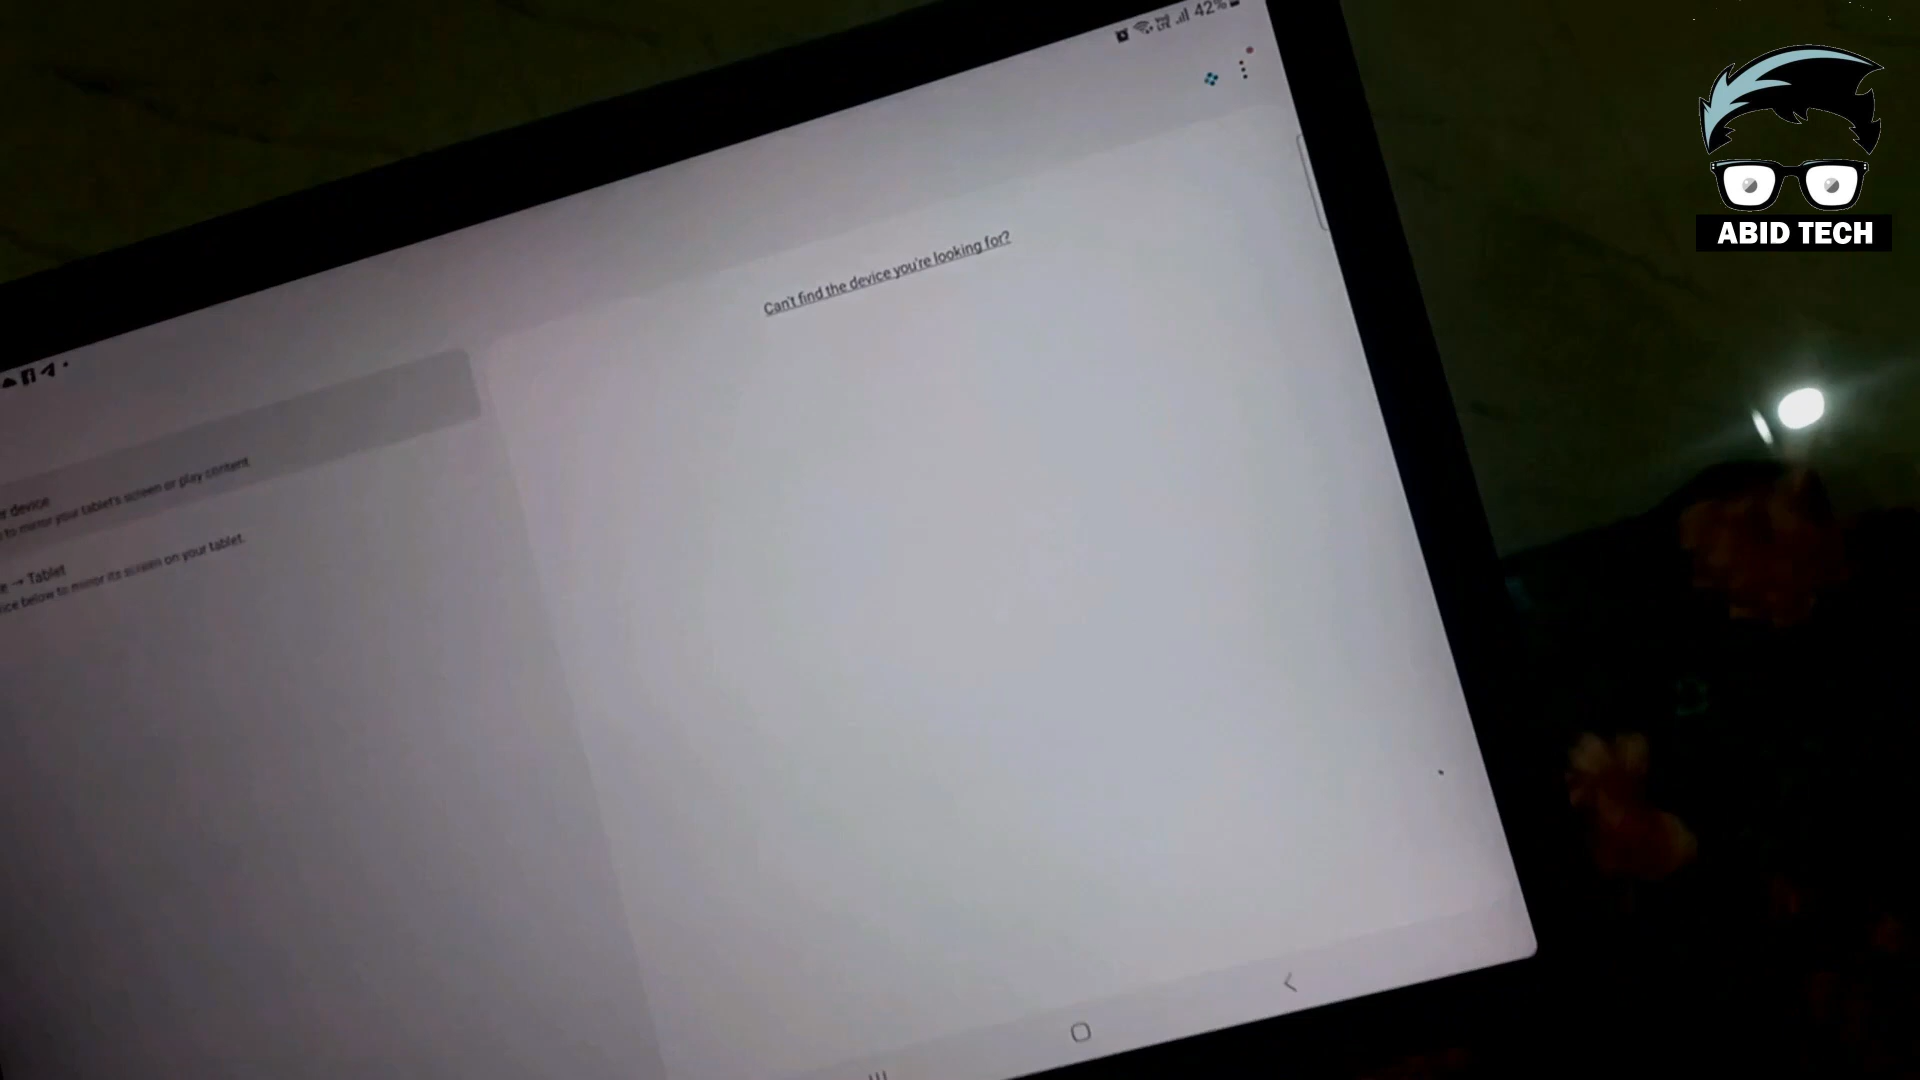 42%
Can't find the device you're looking for?
device
to mirror your tablet's screen or play content
→ Tablet
below to mirror its screen on your tablet.
ABID TECH